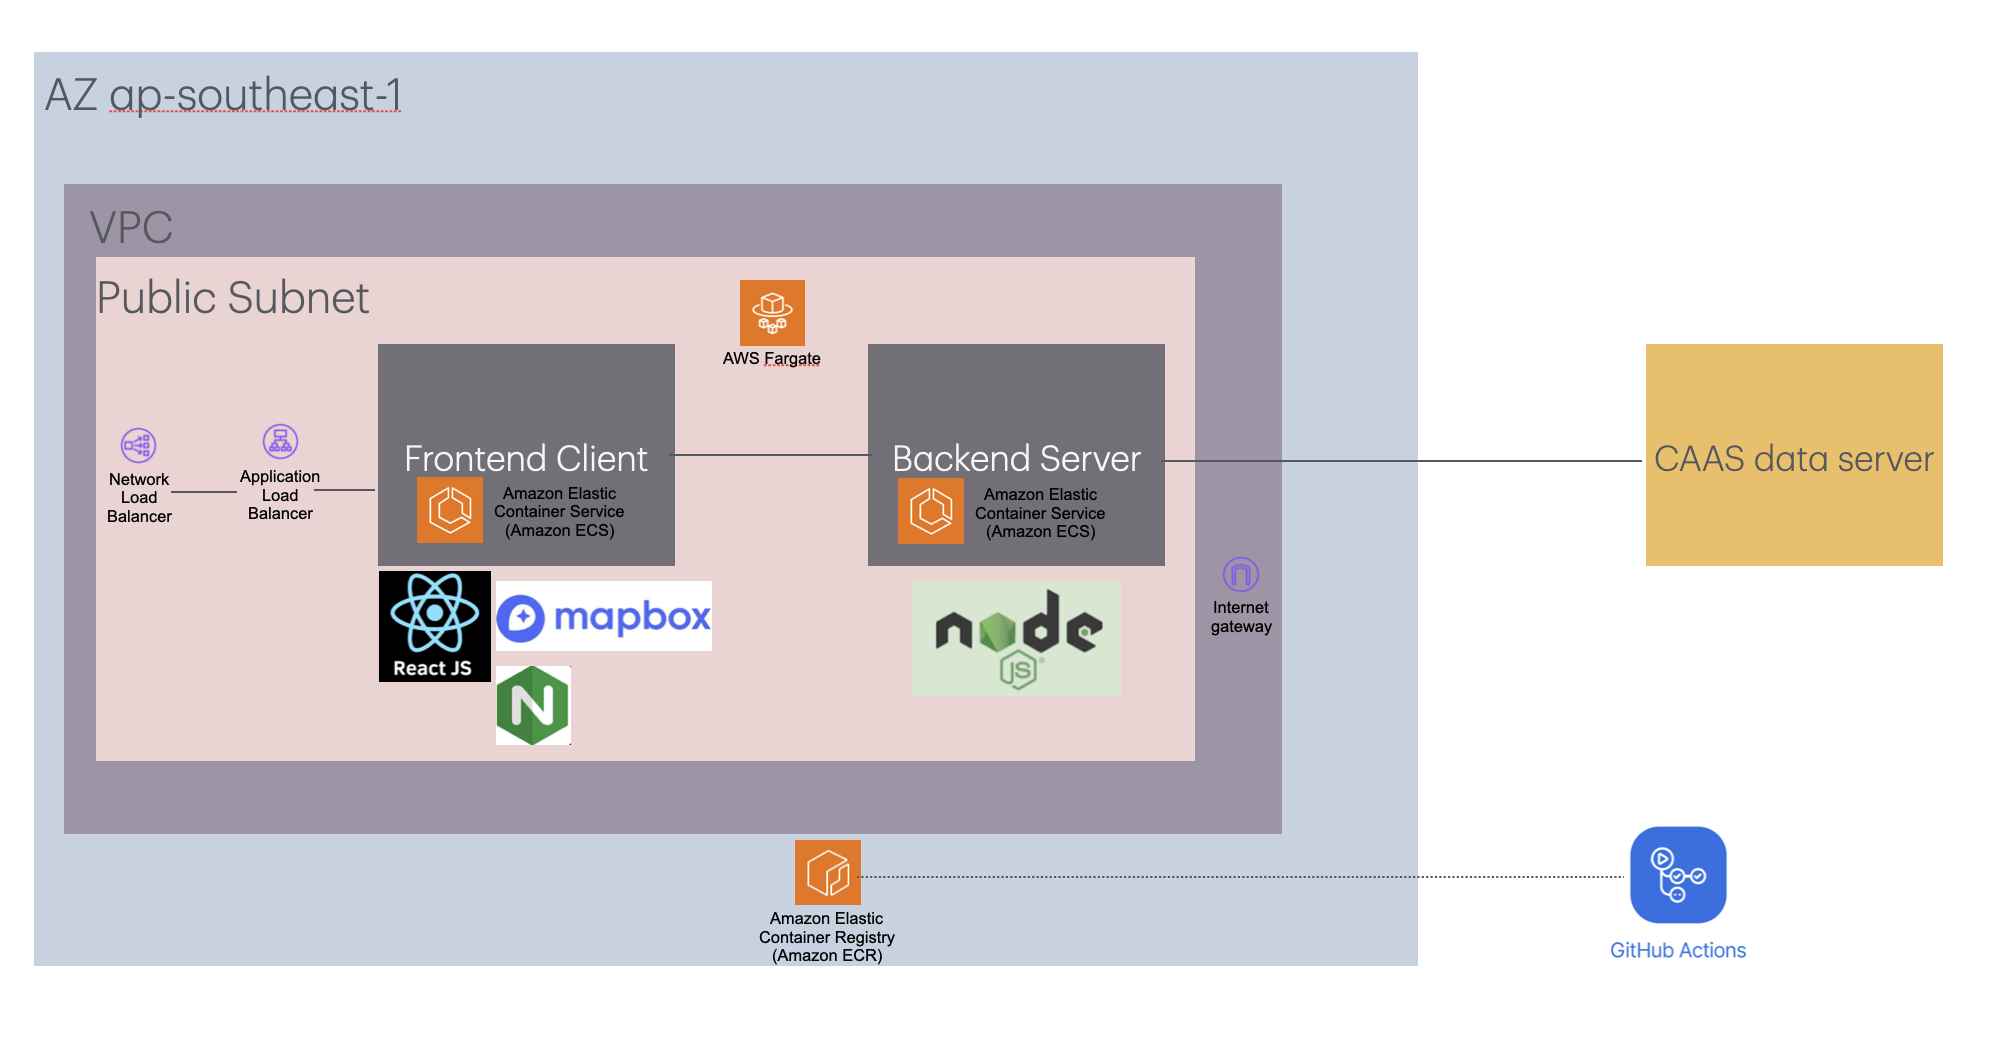 AZ ap-southeast-1
VPC
Public Subnet
AWS Fargate
Network
Load
Balancer
Application
Load
Balancer
Frontend Client
Amazon Elastic
Container Service
(Amazon ECS)
Backend Server
Amazon Elastic
Container Service
(Amazon ECS)
CAAS data server
React JS
mapbox
N
node
JS
Internet
gateway
Amazon Elastic
Container Registry
(Amazon ECR)
GitHub Actions